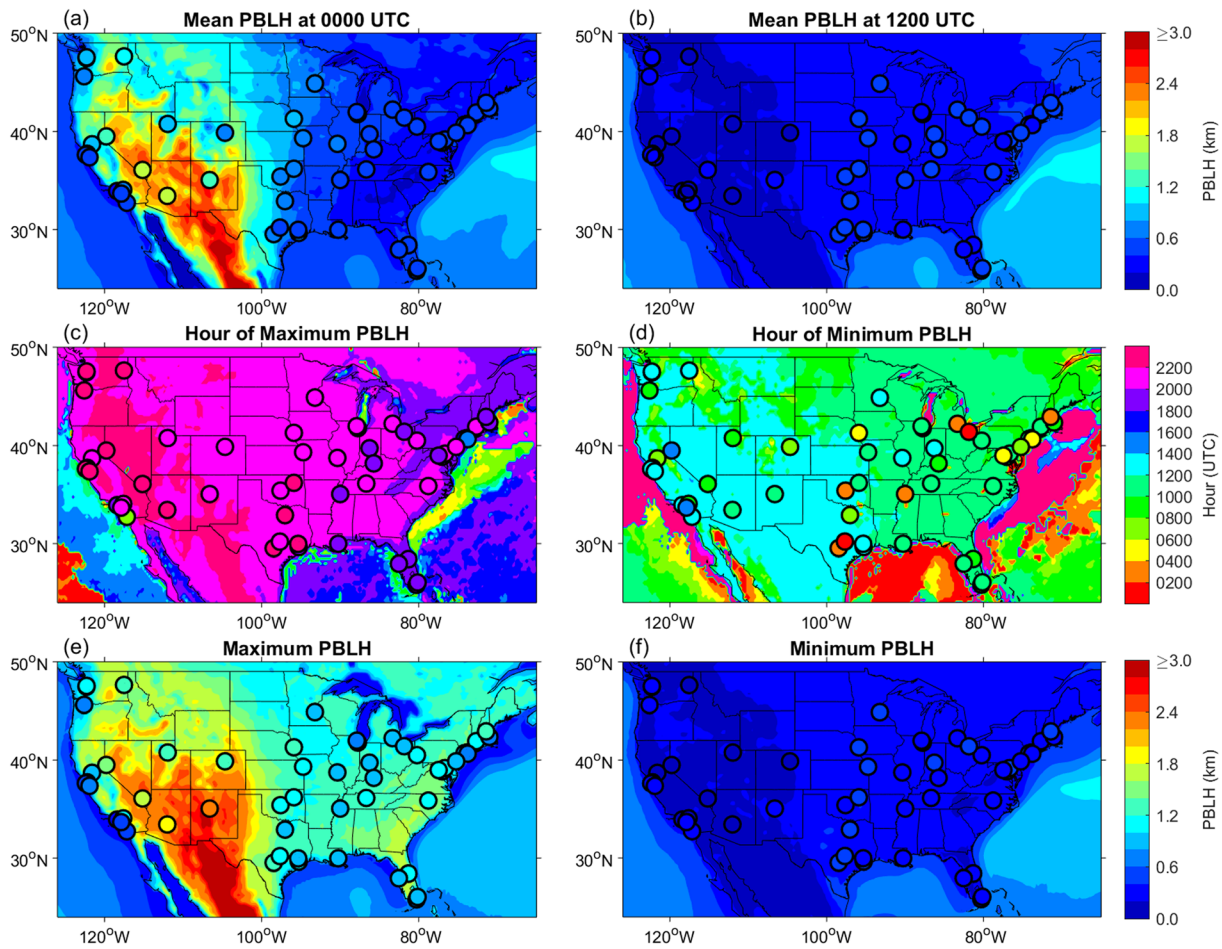 (a) Mean PBLH at 0000 UTC
(b) Mean PBLH at 1200 UTC
50°N
40°N
30°N
120°W 100°W 80°W
50°N
40°N
30°N
120°W 100°W 80°W
≥3.0
2.4
1.8
1.2
0.6
0.0
PBLH (km)
(c) Hour of Maximum PBLH
(d) Hour of Minimum PBLH
50°N
40°N
30°N
120°W 100°W 80°W
50°N
40°N
30°N
120°W 100°W 80°W
2200
2000
1800
1600
1400
1200
1000
0800
0600
0400
0200
Hour (UTC)
(e) Maximum PBLH
(f) Minimum PBLH
50°N
40°N
30°N
120°W 100°W 80°W
50°N
40°N
30°N
120°W 100°W 80°W
≥3.0
2.4
1.8
1.2
0.6
0.0
PBLH (km)